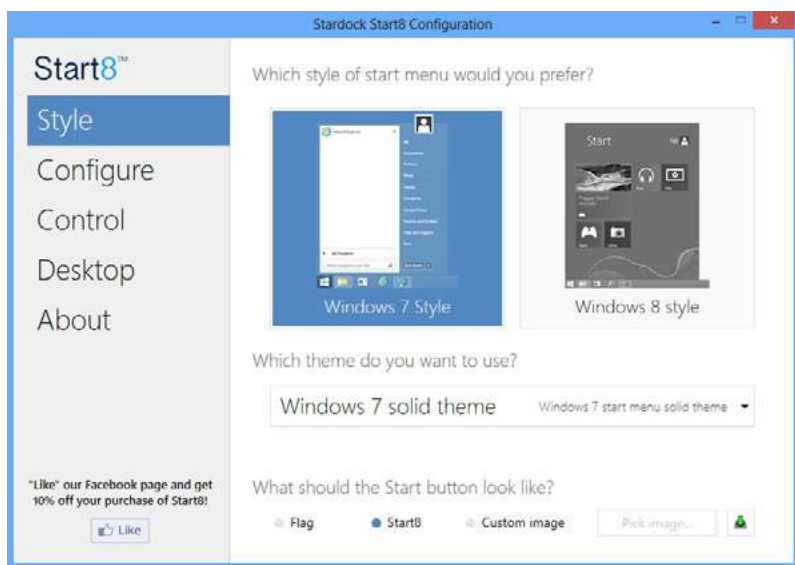 Stardock Start8 Configuration
Start8™
Style
Configure
Control
Desktop
About
"Like" our Facebook page and get
10% off your purchase of Start8!
Like
Which style of start menu would you prefer?
Windows 7 Style
Start
Windows 8 style
Which theme do you want to use?
Windows 7 solid theme
Windows 7 start menu solid theme
What should the Start button look like?
Flag
Start8
Custom image
Pick image...